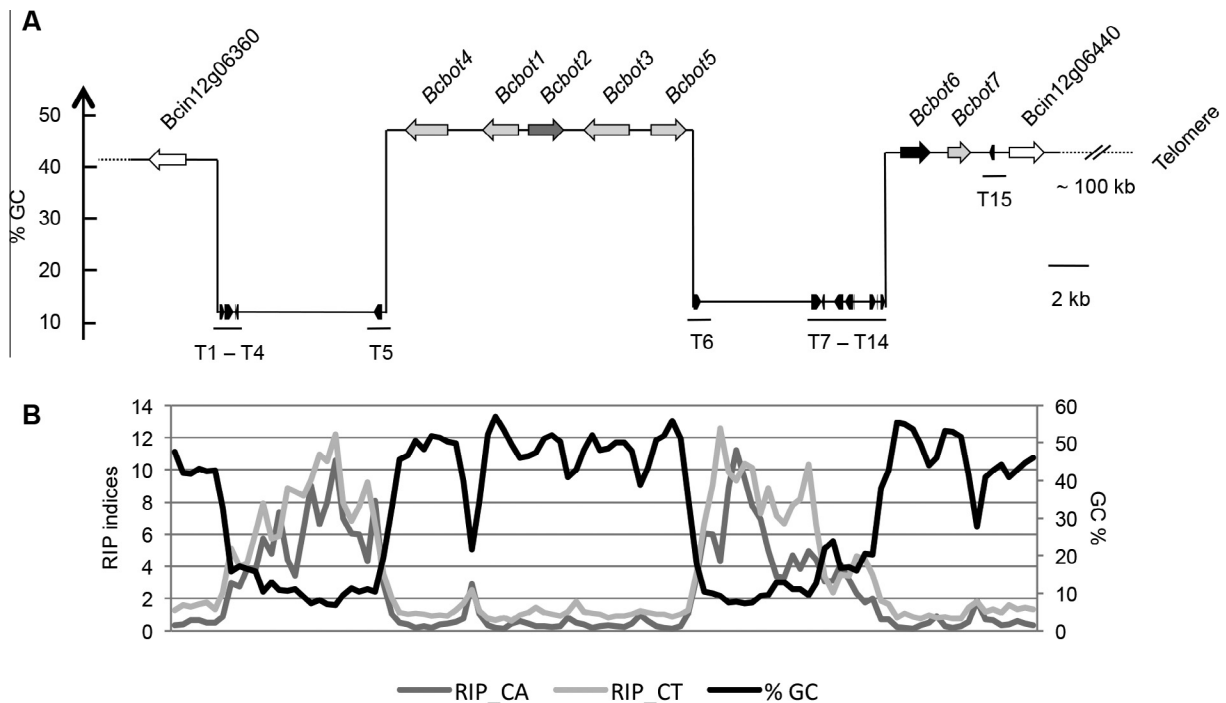 A
Bcin12g06360
Bcbot4
Bcbot1
Bcbot2
Bcbot3
Bcbot5
Bcbot6
Bcbot7
Bcin12g06440
Telomere
% GC
50
40
30
20
10
T1 – T4
T5
T6
T7 – T14
T15
~ 100 kb
2 kb
B
RIP indices
14
12
10
8
6
4
2
0
60
50
40
30
20
10
0
GC %
RIP_CA RIP_CT % GC